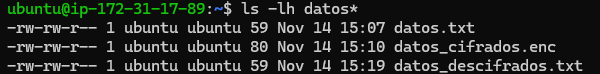 ubuntu@ip-172-31-17-89:~$ ls -lh datos*
-rw-rw-r-- 1 ubuntu ubuntu 59 Nov 14 15:07 datos.txt
-rw-rw-r-- 1 ubuntu ubuntu 80 Nov 14 15:10 datos_cifrados.enc
-rw-rw-r-- 1 ubuntu ubuntu 59 Nov 14 15:19 datos_descifrados.txt